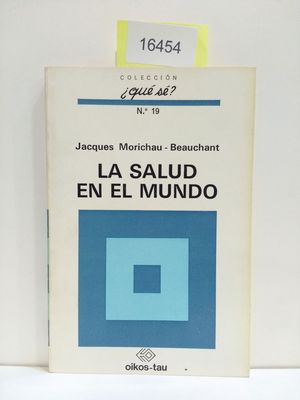 16454
COLECCIÓN
¿qué sé?
N.º 19
Jacques Morichau - Beauchant
LA SALUD
EN EL MUNDO
oikos-tau